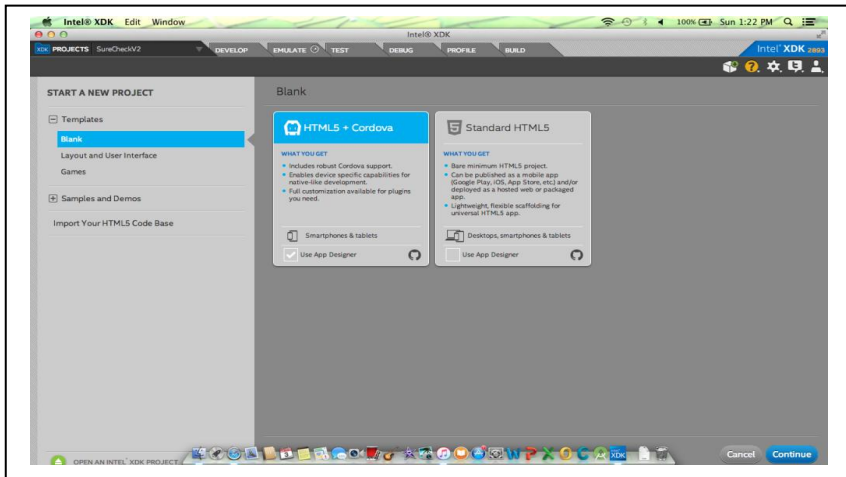 Intel® XDK Edit Window
100% Sun 1:22 PM
Intel® XDK
XDK PROJECTS SureCheckV2 DEVELOP EMULATE TEST DEBUG PROFILE BUILD Intel® XDK 2893
START A NEW PROJECT
Blank
Templates
Blank
Layout and User Interface
Games
Samples and Demos
Import Your HTML5 Code Base
HTML5 + Cordova
WHAT YOU GET
Includes robust Cordova support.
Enables device specific capabilities for
native-like development.
Full customization available for plugins
you need.
Smartphones & tablets
Use App Designer
Standard HTML5
WHAT YOU GET
Bare minimum HTML5 project.
Can be published as a mobile app
(Google Play, iOS, App Store, etc) and/or
deployed as a hosted web or packaged
app.
Lightweight, flexible scaffolding for
universal HTML5 app.
Desktops, smartphones & tablets
Use App Designer
OPEN AN INTEL® XDK PROJECT
XDK
Cancel Continue